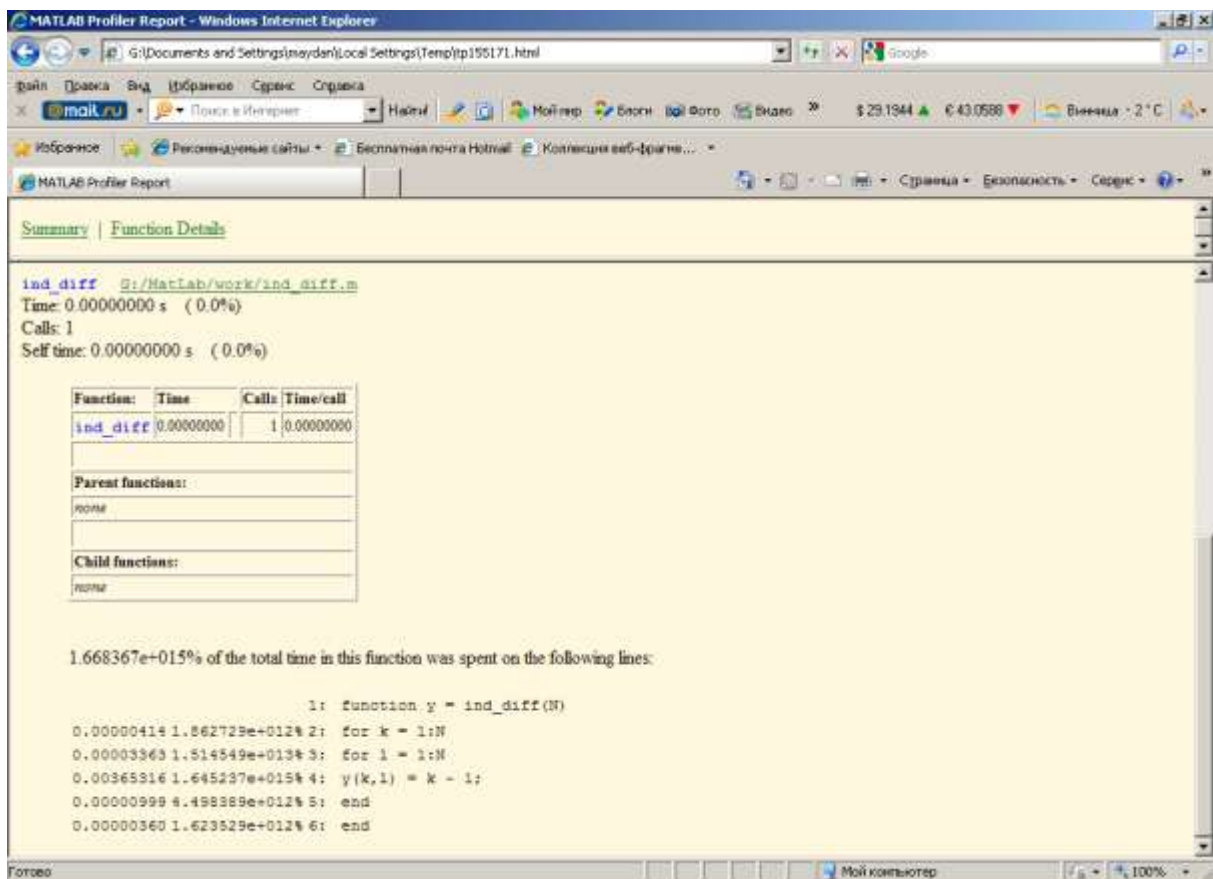 MATLAB Profiler Report - Windows Internet Explorer
G:\Documents and Settings\maydan\Local Settings\Temp\tp155171.html
Google
Файл Правка Вид Избранное Сервис Справка
@mail.ru Поиск в Интернет Найти! Мой мир Блоги Фото Видео » $ 29.1944 € 43.0588 Винница - 2°C
Избранное Рекомендуемые сайты Бесплатная почта Hotmail Коллекция веб-фрагме...
MATLAB Profiler Report Страница Безопасность Сервис »
Summary | Function Details
ind_diff G:/MatLab/work/ind_diff.m
Time: 0.00000000 s ( 0.0%)
Calls: 1
Self time: 0.00000000 s ( 0.0%)
Function: Time Calls Time/call
ind_diff 0.00000000 1 0.00000000
Parent functions:
none
Child functions:
none
1.668367e+015% of the total time in this function was spent on the following lines:
1: function y = ind_diff(N)
0.00000414 1.862729e+012% 2: for k = 1:N
0.00003363 1.514549e+013% 3: for l = 1:N
0.00365316 1.645237e+015% 4: y(k,l) = k - l;
0.00000999 4.498389e+012% 5: end
0.00000360 1.623529e+012% 6: end
Готово Мой компьютер 100%